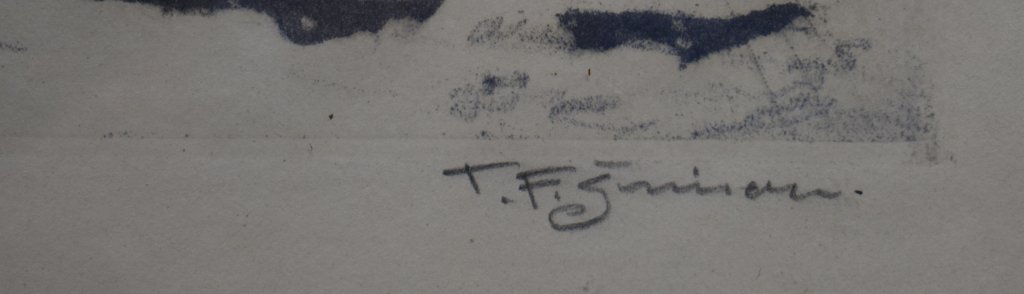 T. F. Šimon.